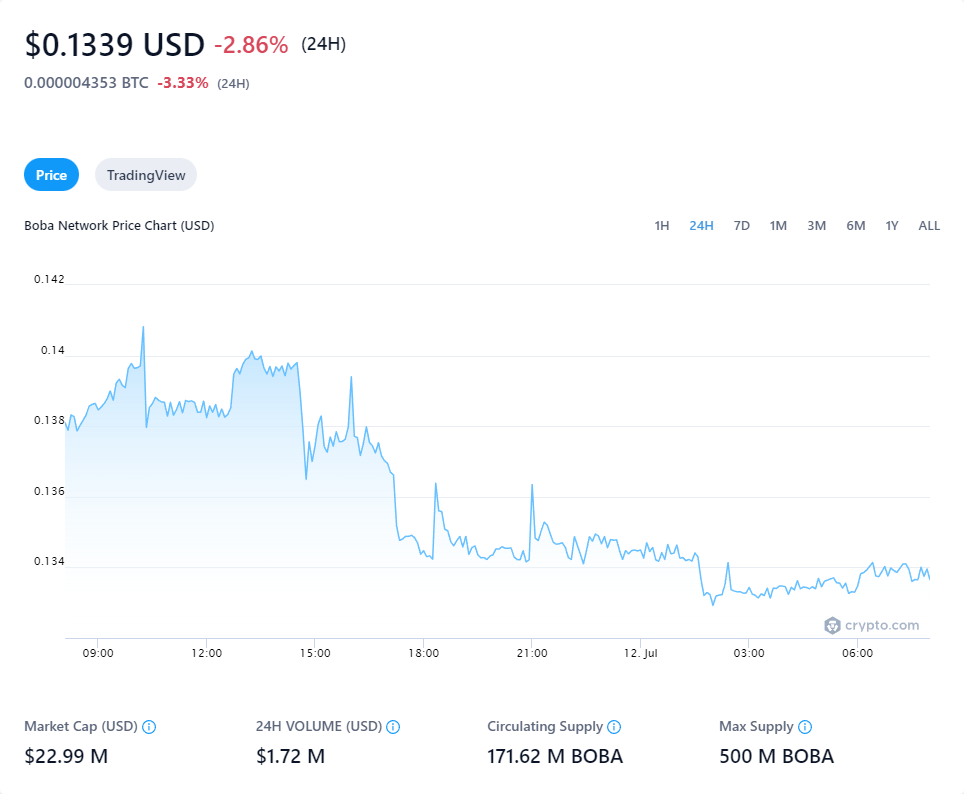 $0.1339 USD -2.86% (24H)
0.000004353 BTC -3.33% (24H)
Price TradingView
Boba Network Price Chart (USD) 1H 24H 7D 1M 3M 6M 1Y ALL
0.142
0.14
0.138
0.136
0.134
crypto.com
09:00 12:00 15:00 18:00 21:00 12. Jul 03:00 06:00
Market Cap (USD) 24H VOLUME (USD) Circulating Supply Max Supply
$22.99 M $1.72 M 171.62 M BOBA 500 M BOBA